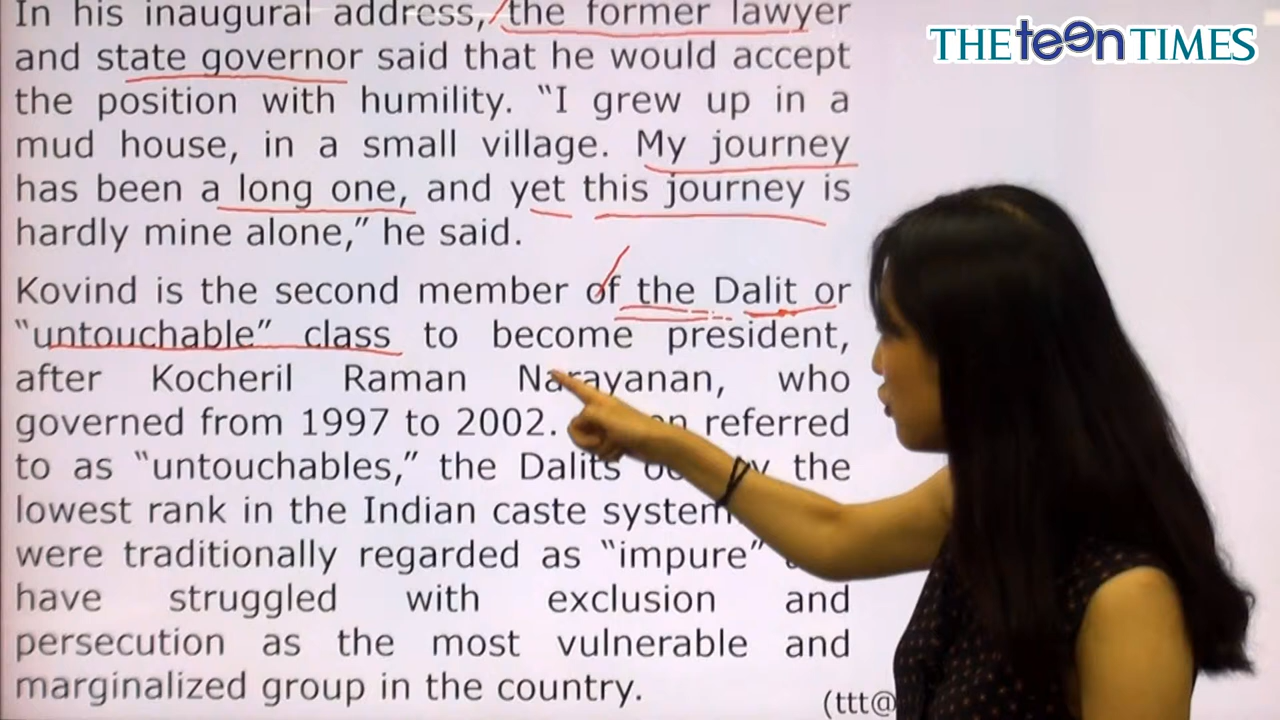 In his inaugural address, the former lawyer
THE teen TIMES
and state governor said that he would accept
the position with humility. “I grew up in a
mud house, in a small village. My journey
has been a long one, and yet this journey is
hardly mine alone,” he said.
Kovind is the second member of the Dalit or
“untouchable” class to become president,
after Kocheril Raman Narayanan, who
governed from 1997 to 2002. referred
to as “untouchables,” the Dalits the
lowest rank in the Indian caste system
were traditionally regarded as “impure”
have struggled with exclusion and
persecution as the most vulnerable and
marginalized group in the country.
(ttt@